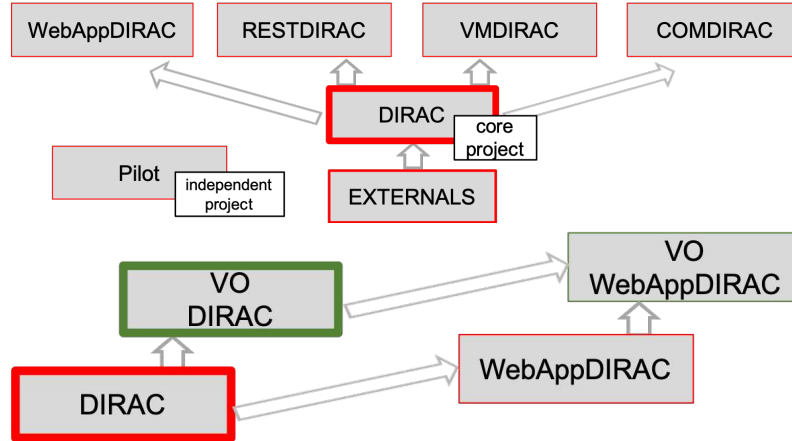 WebAppDIRAC
RESTDIRAC
VMDIRAC
COMDIRAC
DIRAC
core
project
Pilot
independent
project
EXTERNALS
VO
DIRAC
VO
WebAppDIRAC
WebAppDIRAC
DIRAC